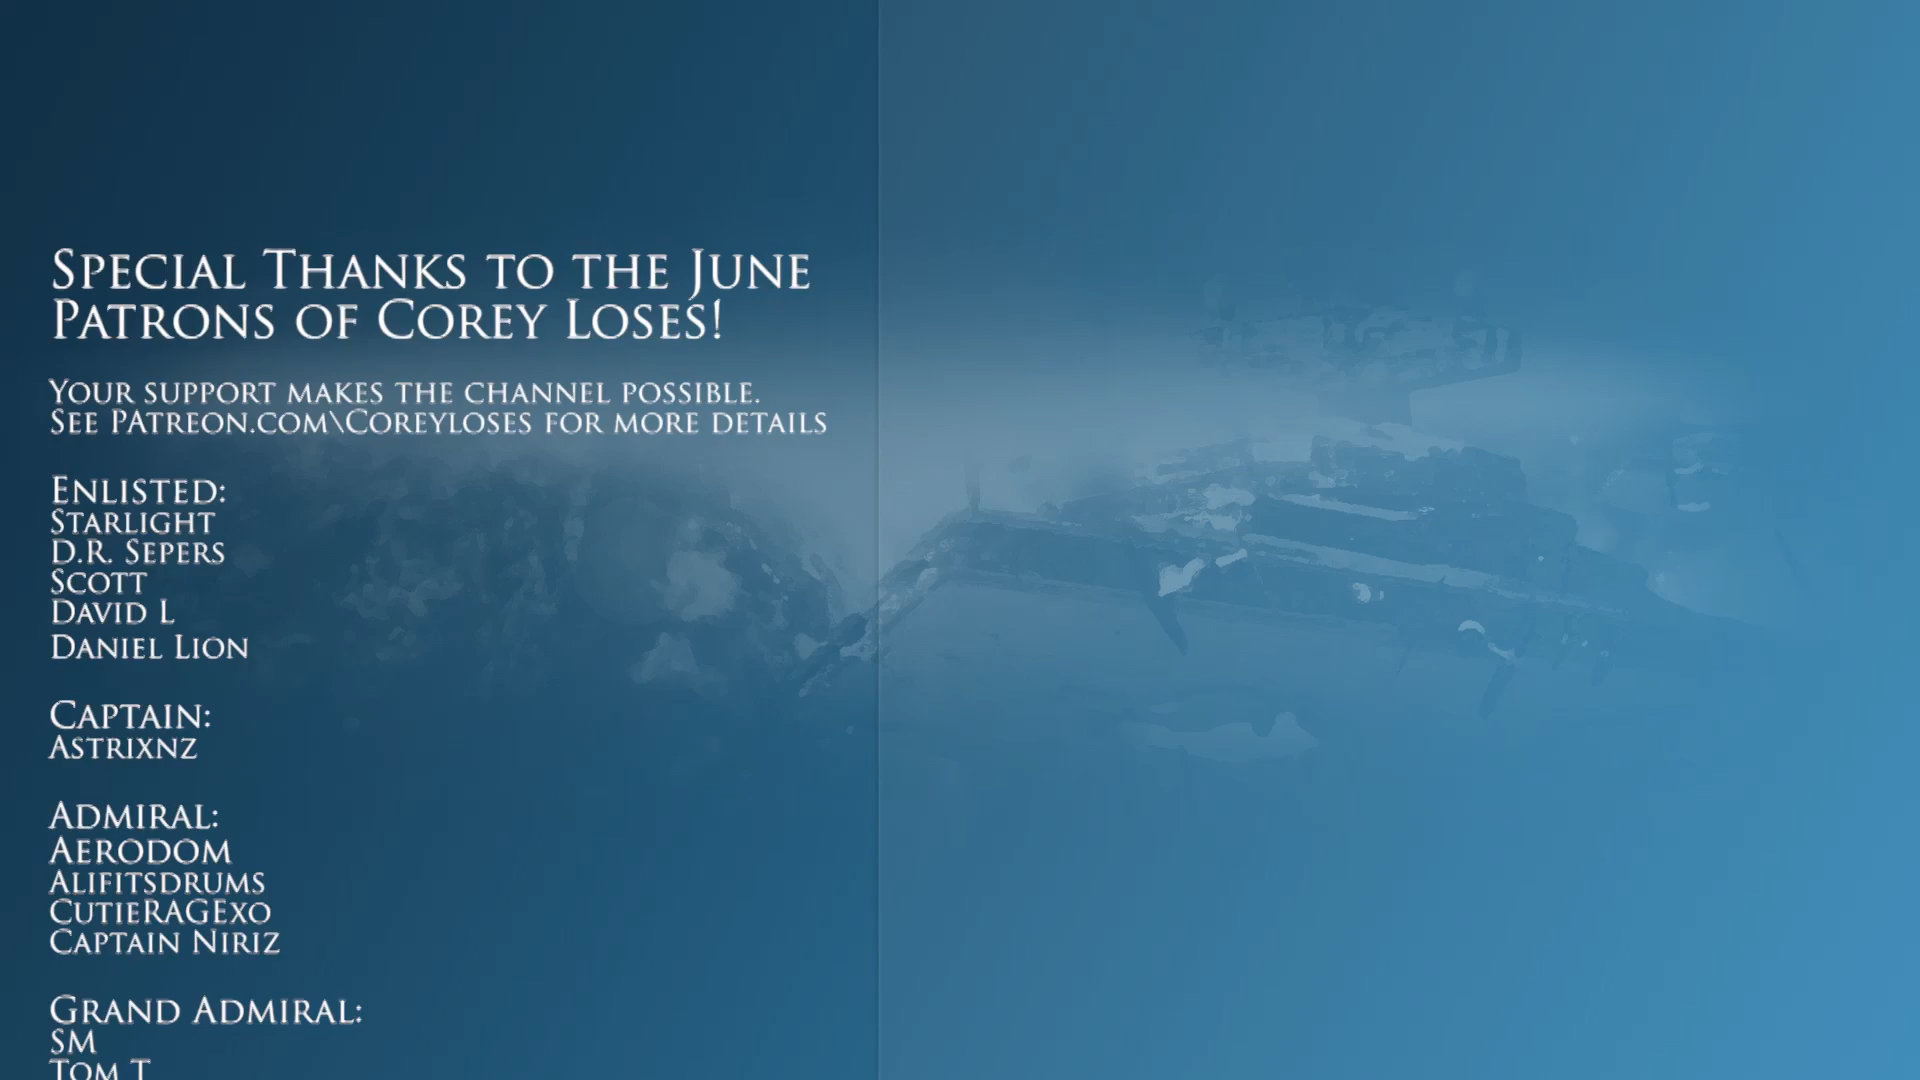 Special Thanks to the June
Patrons of Corey Loses!
Your support makes the channel possible.
See PAtreon.com\Coreyloses for more details
Enlisted:
Starlight
D.R. Sepers
Scott
David L
Daniel Lion
Captain:
Astrixnz
Admiral:
Aerodom
Alifitsdrums
CutieRAGExo
Captain Niriz
Grand Admiral:
SM
Tom T